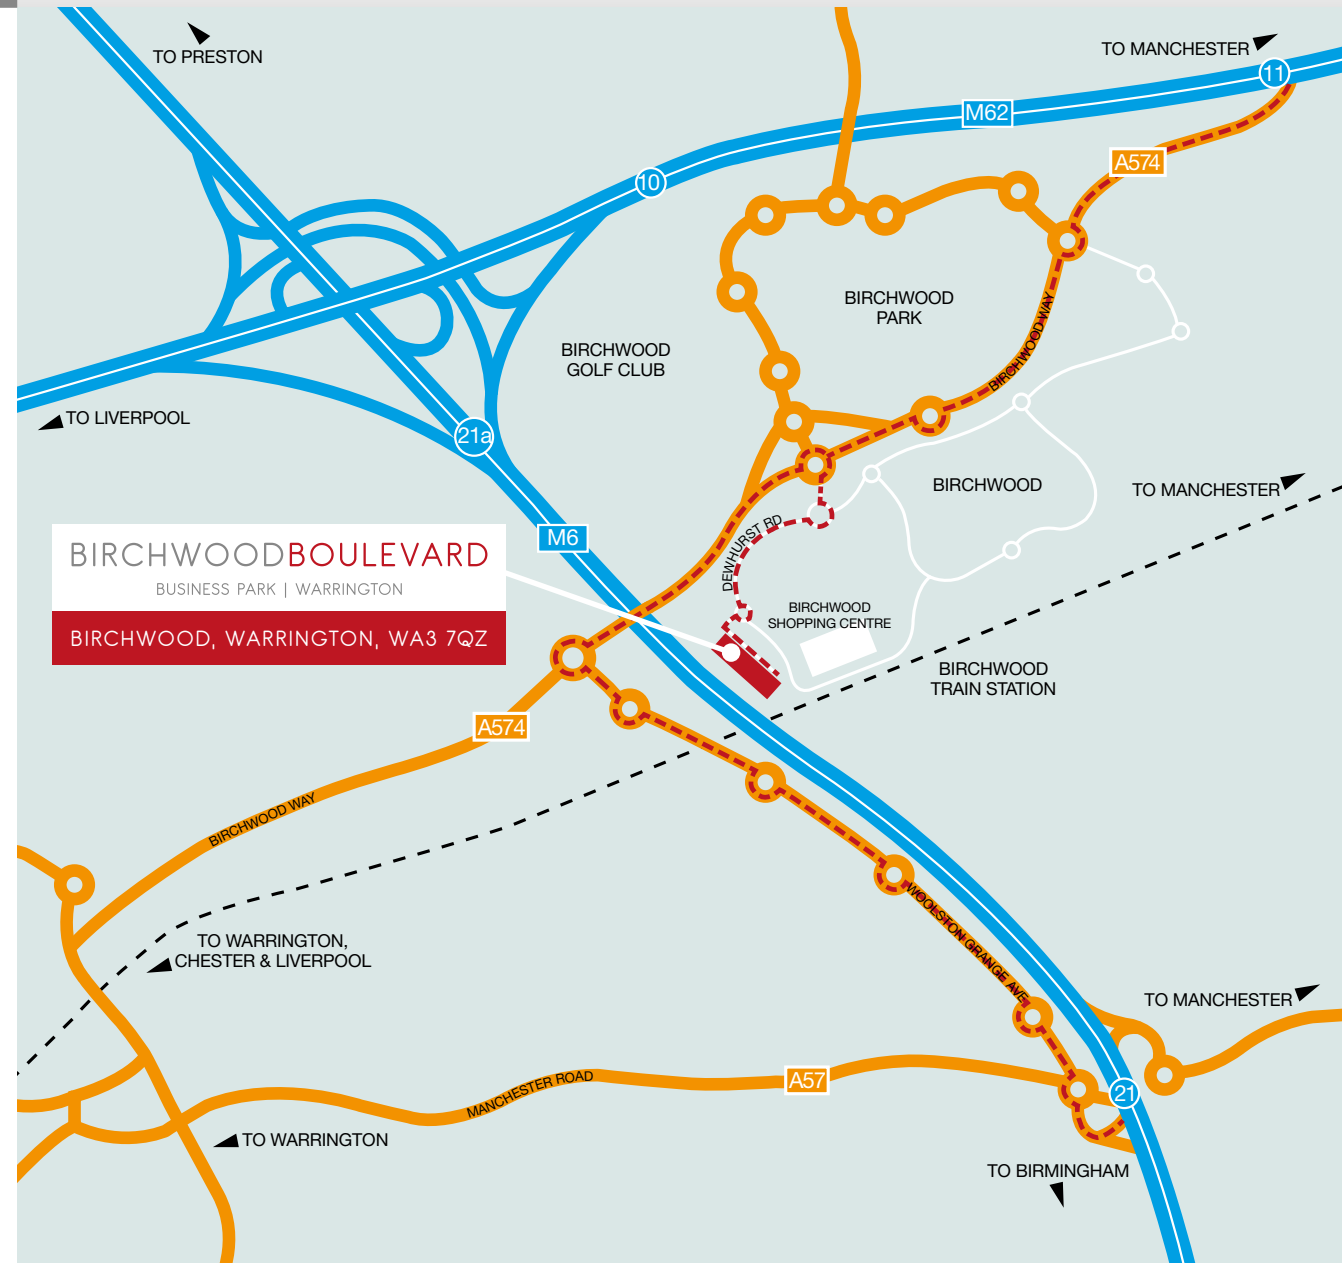 TO PRESTON
TO MANCHESTER
11
M62
A574
10
BIRCHWOOD
PARK
BIRCHWOOD WAY
BIRCHWOOD
GOLF CLUB
TO LIVERPOOL
21a
BIRCHWOOD
TO MANCHESTER
M6
DEWHURST RD
BIRCHWOODBOULEVARD
BUSINESS PARK | WARRINGTON
BIRCHWOOD, WARRINGTON, WA3 7QZ
BIRCHWOOD
SHOPPING CENTRE
BIRCHWOOD
TRAIN STATION
A574
BIRCHWOOD WAY
WOOLSTON GRANGE AVE
TO WARRINGTON,
CHESTER & LIVERPOOL
TO MANCHESTER
MANCHESTER ROAD
A57
21
TO WARRINGTON
TO BIRMINGHAM